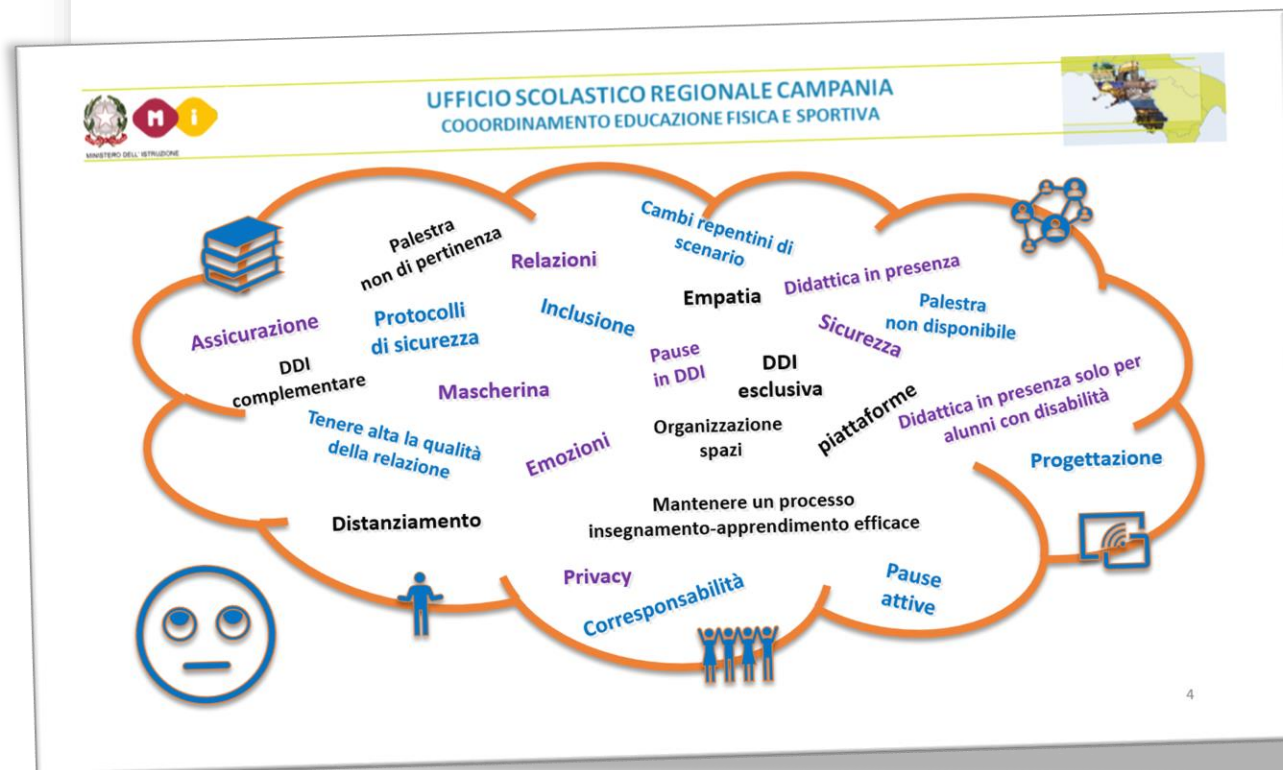 UFFICIO SCOLASTICO REGIONALE CAMPANIA
COOORDINAMENTO EDUCAZIONE FISICA E SPORTIVA
M i
MINISTERO DELL' ISTRUZIONE
Palestra
non di pertinenza
Relazioni
Cambi repentini di
scenario
Empatia
Didattica in presenza
Assicurazione
Protocolli
di sicurezza
Inclusione
Sicurezza
Palestra
non disponibile
DDI
complementare
Mascherina
Pause
in DDI
DDI
esclusiva
piattaforme
Didattica in presenza solo per
alunni con disabilità
Tenere alta la qualità
della relazione
Emozioni
Organizzazione
spazi
Progettazione
Distanziamento
Mantenere un processo
insegnamento-apprendimento efficace
Privacy
Corresponsabilità
Pause
attive
4